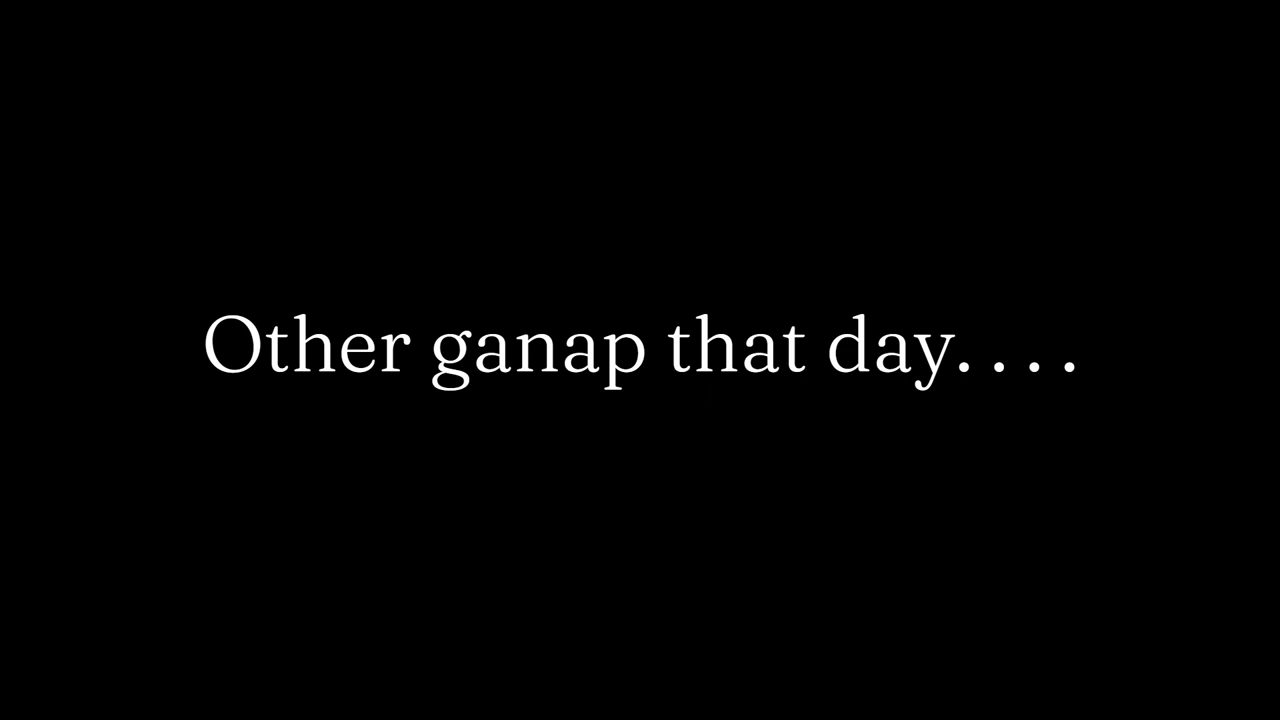 Other ganap that day. . . .